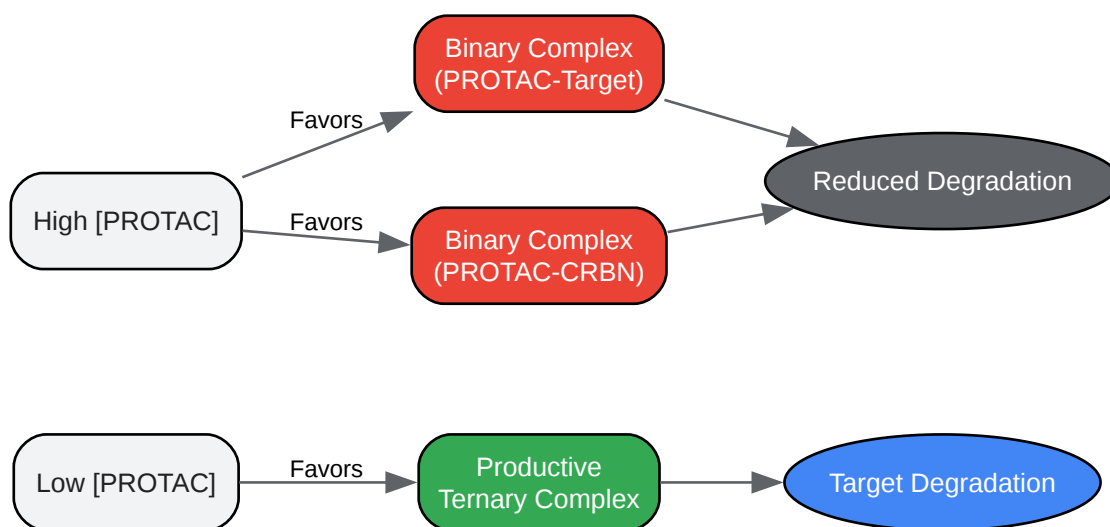 High [PROTAC]
Favors
Binary Complex
(PROTAC-Target)
Favors
Binary Complex
(PROTAC-CRBN)
Reduced Degradation
Low [PROTAC]
Favors
Productive
Ternary Complex
Target Degradation